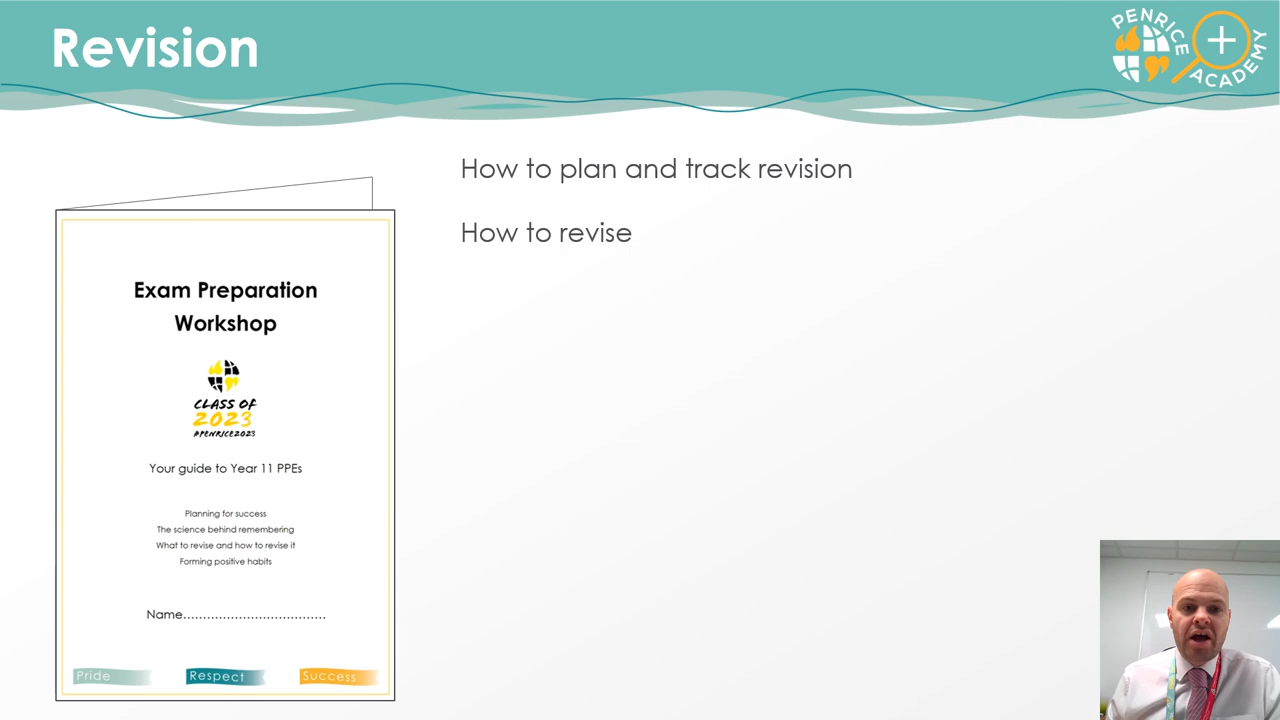 Revision
PENRICE
ACADEMY
How to plan and track revision
How to revise
Exam Preparation
Workshop
CLASS OF
2023
#PENRICE2023
Your guide to Year 11 PPEs
Planning for success
The science behind remembering
What to revise and how to revise it
Forming positive habits
Name....................................
Pride
Respect
Success